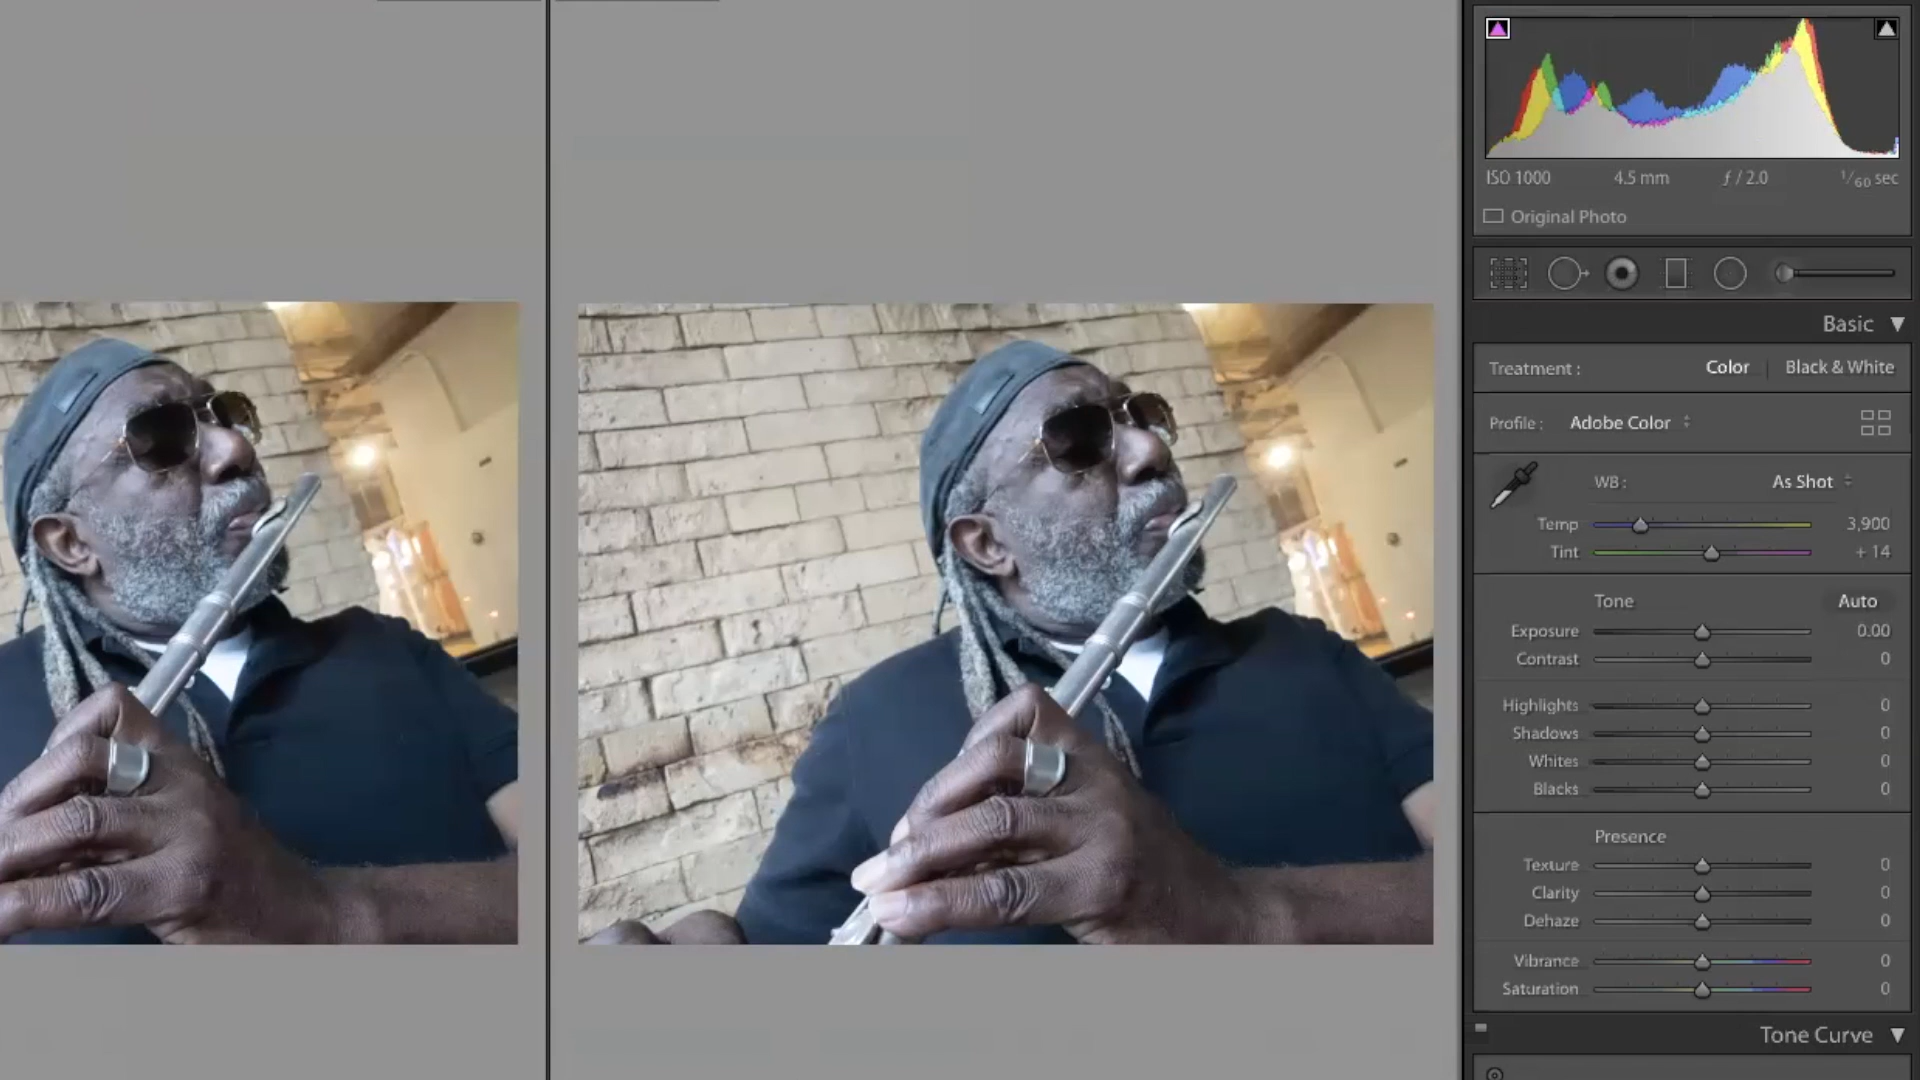 ISO 1000 4.5 mm ƒ / 2.0 1/60 sec
Original Photo
Basic
Treatment : Color | Black & White
Profile : Adobe Color
WB : As Shot
Temp 3,900
Tint + 14
Tone Auto
Exposure 0.00
Contrast 0
Highlights 0
Shadows 0
Whites 0
Blacks 0
Presence
Texture 0
Clarity 0
Dehaze 0
Vibrance 0
Saturation 0
Tone Curve